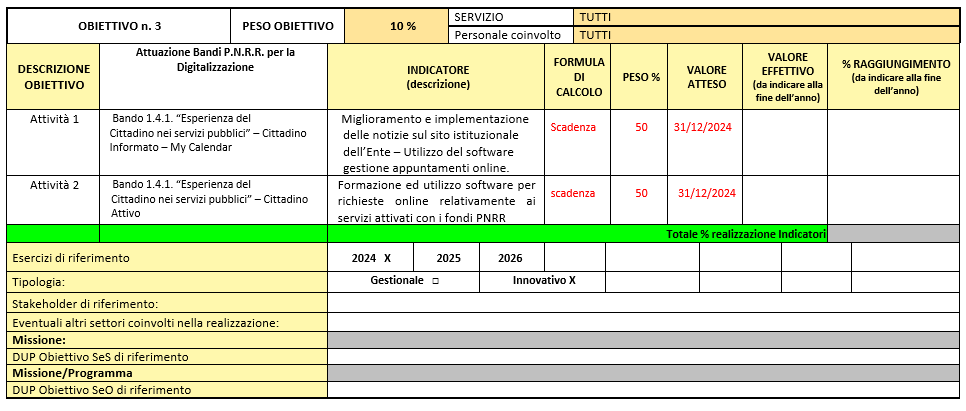 OBIETTIVO n. 3 PESO OBIETTIVO 10 % SERVIZIO TUTTI
Personale coinvolto TUTTI
DESCRIZIONE OBIETTIVO
Attuazione Bandi P.N.R.R. per la
Digitalizzazione
INDICATORE
(descrizione)
FORMULA
DI
CALCOLO
PESO %
VALORE
ATTESO
VALORE
EFFETTIVO
(da indicare alla
fine dell’anno)
% RAGGIUNGIMENTO
(da indicare alla fine
dell’anno)
Attività 1
Bando 1.4.1. “Esperienza del
Cittadino nei servizi pubblici” – Cittadino
Informato – My Calendar
Miglioramento e implementazione
delle notizie sul sito istituzionale
dell’Ente – Utilizzo del software
gestione appuntamenti online.
Scadenza
50
31/12/2024
Attività 2
Bando 1.4.1. “Esperienza del
Cittadino nei servizi pubblici” – Cittadino
Attivo
Formazione ed utilizzo software per
richieste online relativamente ai
servizi attivati con i fondi PNRR
scadenza
50
31/12/2024
Totale % realizzazione Indicatori
Esercizi di riferimento 2024 X 2025 2026
Tipologia: Gestionale □ Innovativo X
Stakeholder di riferimento:
Eventuali altri settori coinvolti nella realizzazione:
Missione:
DUP Obiettivo SeS di riferimento
Missione/Programma
DUP Obiettivo SeO di riferimento